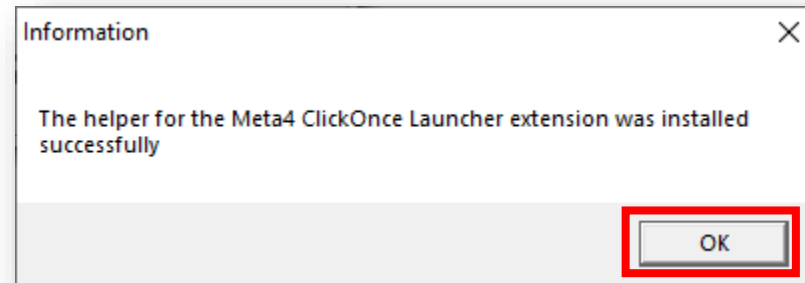 Information
The helper for the Meta4 ClickOnce Launcher extension was installed
successfully
OK